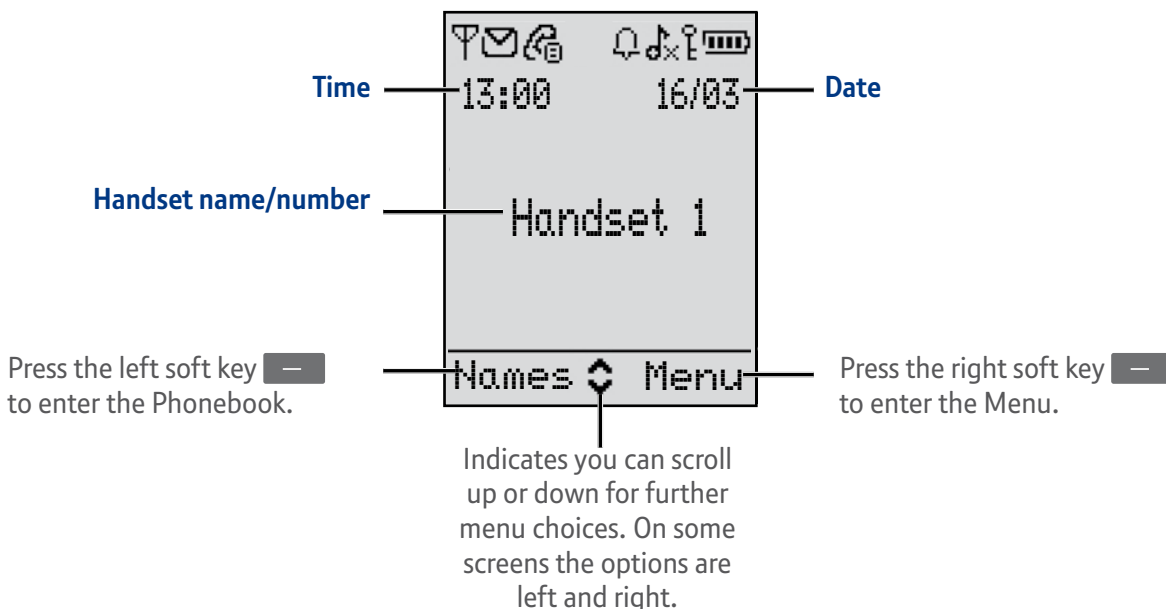 Time
13:00
16/03
Date
Handset name/number
Handset 1
Press the left soft key
to enter the Phonebook.
Names
Menu
Press the right soft key
to enter the Menu.
Indicates you can scroll
up or down for further
menu choices. On some
screens the options are
left and right.